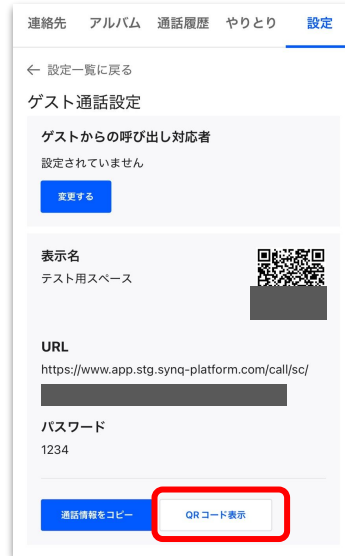 連絡先 アルバム 通話履歴 やりとり 設定
← 設定一覧に戻る
ゲスト通話設定
ゲストからの呼び出し対応者
設定されていません
変更する
表示名
テスト用スペース
URL
https://www.app.stg.synq-platform.com/call/sc/
パスワード
1234
通話情報をコピー QRコード表示